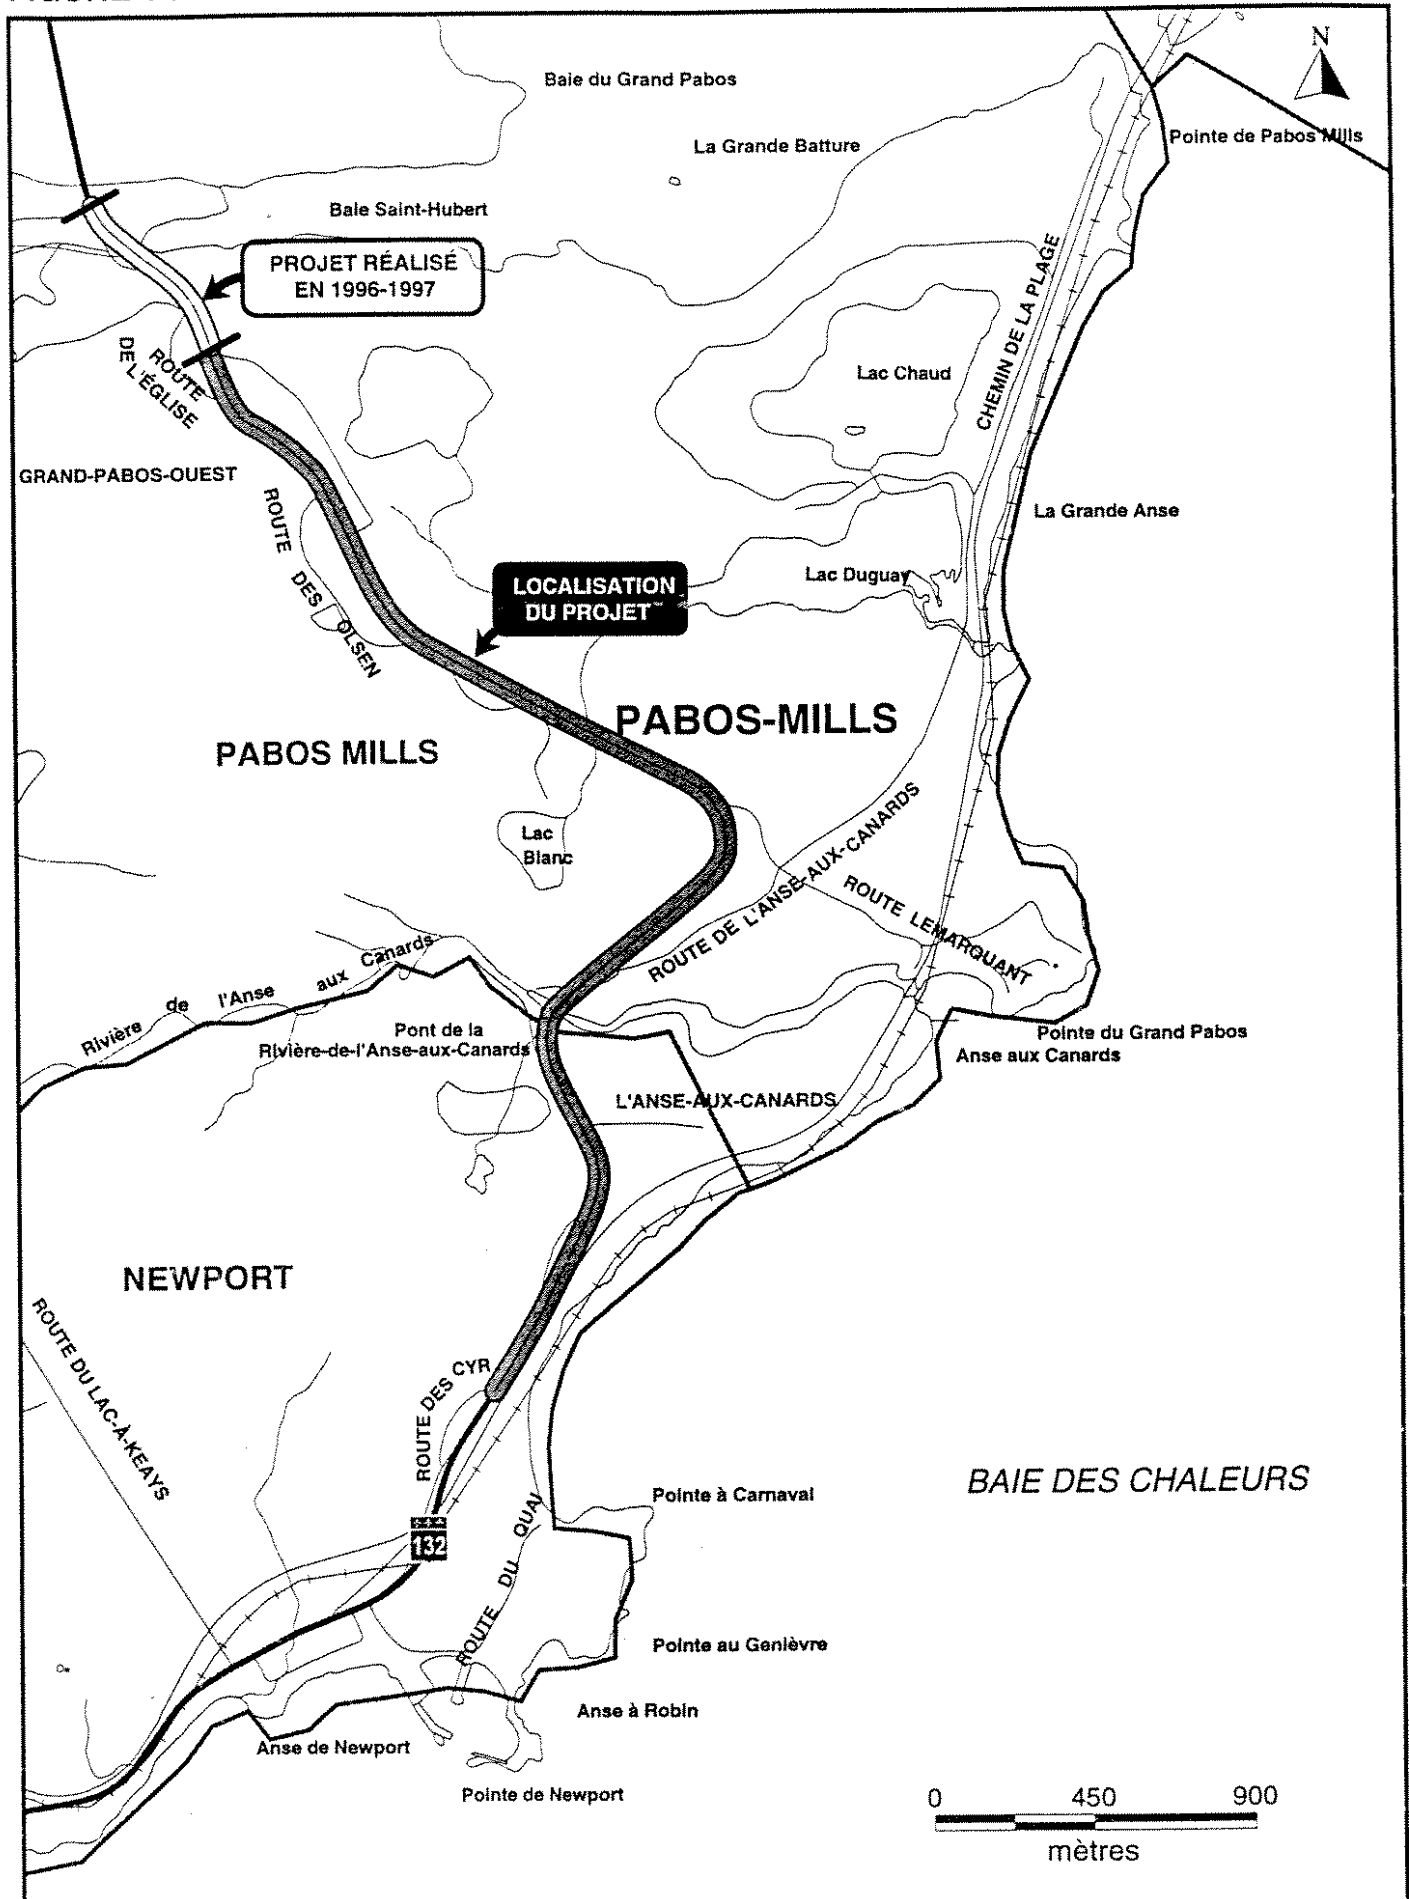 N
Baie du Grand Pabos
La Grande Batture
Pointe de Pabos Mills
Baie Saint-Hubert
PROJET RÉALISÉ
EN 1996-1997
CHEMIN DE LA PLAGE
ROUTE
DE L'ÉGLISE
Lac Chaud
GRAND-PABOS-OUEST
ROUTE DES OLSEN
La Grande Anse
LOCALISATION
DU PROJET
Lac Duguay
PABOS-MILLS
PABOS MILLS
Lac
Blanc
ROUTE DE L'ANSE-AUX-CANARDS
ROUTE LEMARQUANT
Rivière de l'Anse aux Canards
Pont de la
Rivière-de-l'Anse-aux-Canards
Pointe du Grand Pabos
Anse aux Canards
L'ANSE-AUX-CANARDS
NEWPORT
ROUTE DU LAC-À-KEAYS
ROUTE DES CYR
BAIE DES CHALEURS
Pointe à Carnaval
132
ROUTE DU QUAI
Pointe au Genièvre
Anse à Robin
Anse de Newport
Pointe de Newport
0 450 900
mètres